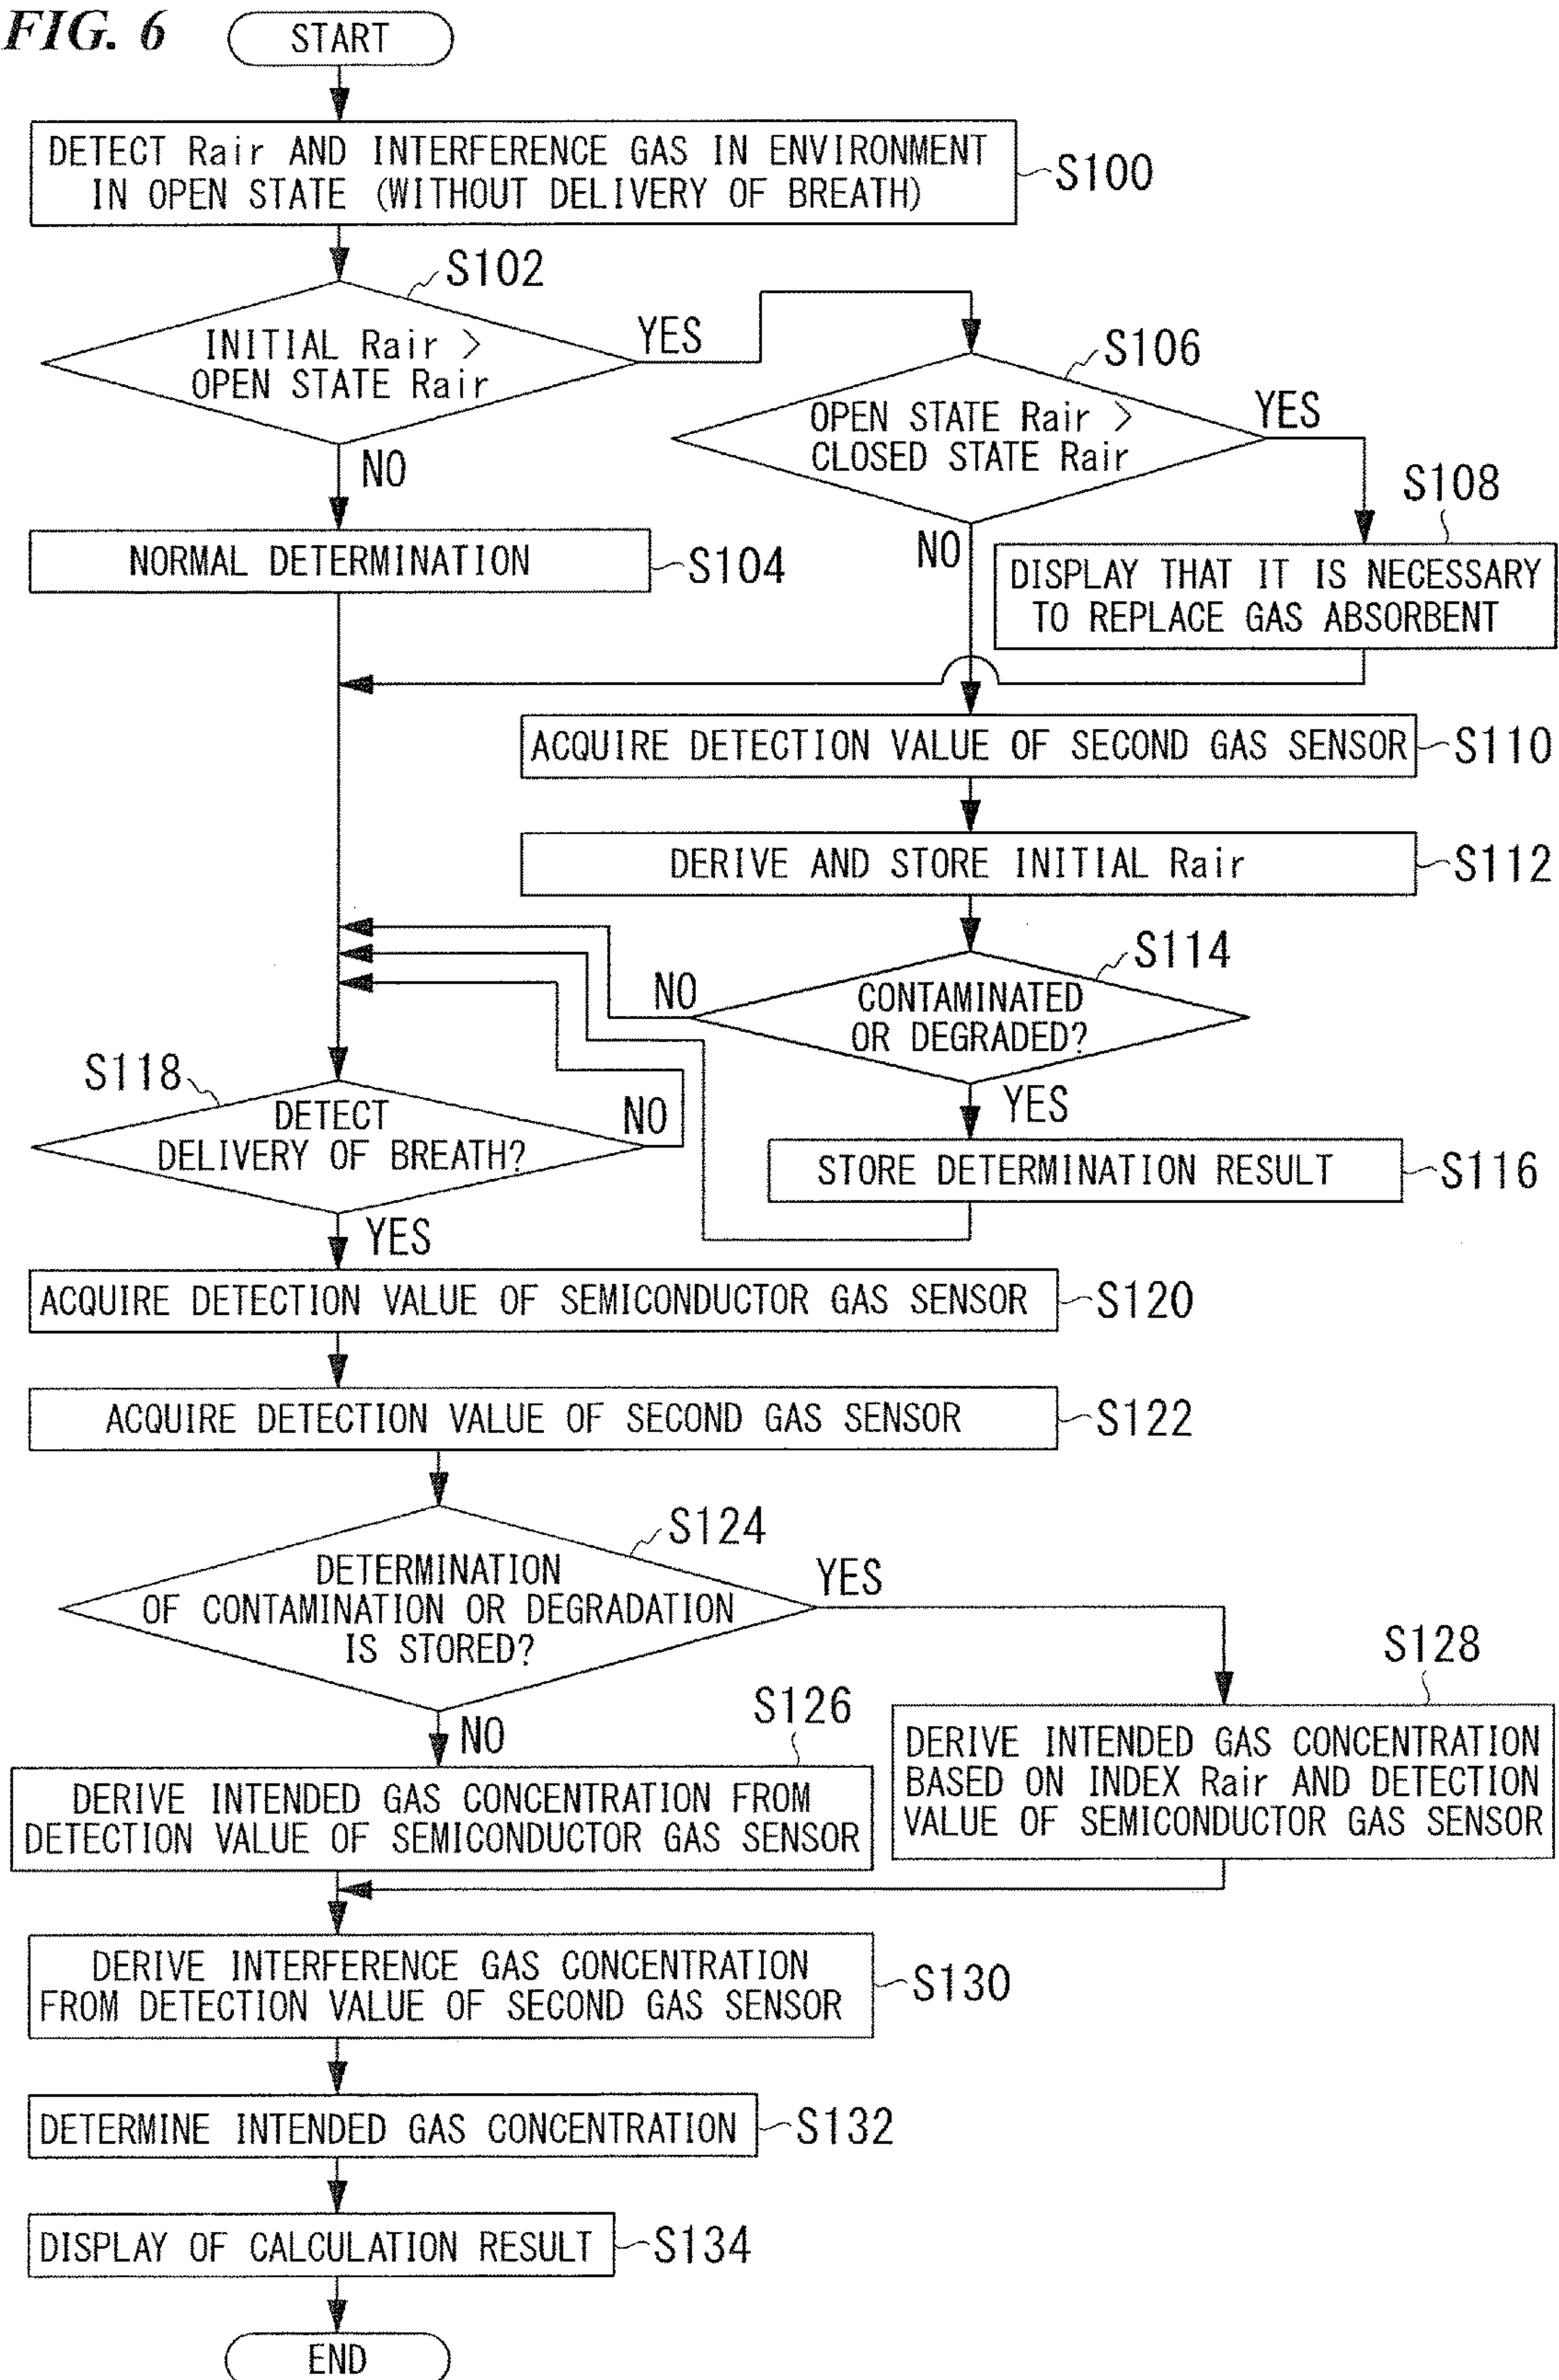 FIG. 6
START
DETECT Rair AND INTERFERENCE GAS IN ENVIRONMENT
IN OPEN STATE (WITHOUT DELIVERY OF BREATH)
S100
S102
INITIAL Rair >
OPEN STATE Rair
YES
NO
S106
OPEN STATE Rair >
CLOSED STATE Rair
YES
NO
S108
DISPLAY THAT IT IS NECESSARY
TO REPLACE GAS ABSORBENT
NORMAL DETERMINATION
S104
ACQUIRE DETECTION VALUE OF SECOND GAS SENSOR
S110
DERIVE AND STORE INITIAL Rair
S112
S114
CONTAMINATED
OR DEGRADED?
NO
YES
STORE DETERMINATION RESULT
S116
S118
DETECT
DELIVERY OF BREATH?
NO
YES
ACQUIRE DETECTION VALUE OF SEMICONDUCTOR GAS SENSOR
S120
ACQUIRE DETECTION VALUE OF SECOND GAS SENSOR
S122
S124
DETERMINATION
OF CONTAMINATION OR DEGRADATION
IS STORED?
YES
NO
S126
DERIVE INTENDED GAS CONCENTRATION FROM
DETECTION VALUE OF SEMICONDUCTOR GAS SENSOR
S128
DERIVE INTENDED GAS CONCENTRATION
BASED ON INDEX Rair AND DETECTION
VALUE OF SEMICONDUCTOR GAS SENSOR
DERIVE INTERFERENCE GAS CONCENTRATION
FROM DETECTION VALUE OF SECOND GAS SENSOR
S130
DETERMINE INTENDED GAS CONCENTRATION
S132
DISPLAY OF CALCULATION RESULT
S134
END